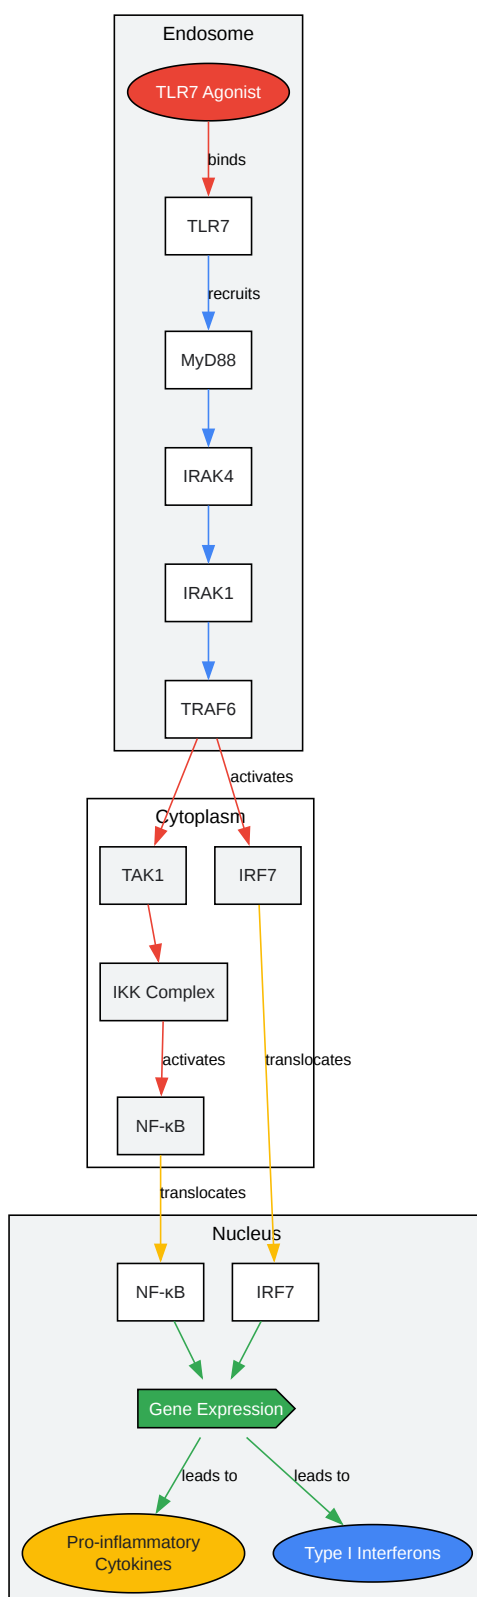 Endosome
TLR7 Agonist
binds
TLR7
recruits
MyD88
IRAK4
IRAK1
TRAF6
activates
Cytoplasm
TAK1
IRF7
IKK Complex
activates
translocates
NF-κB
translocates
Nucleus
NF-κB
IRF7
Gene Expression
leads to
leads to
Pro-inflammatory
Cytokines
Type I Interferons